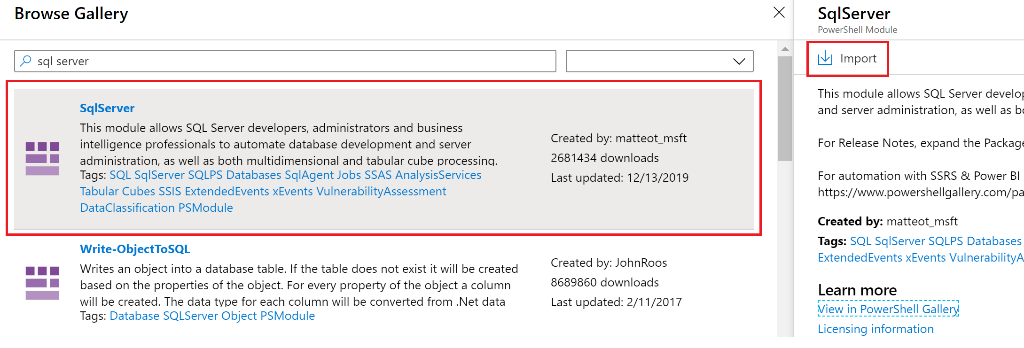 Browse Gallery
sql server
SqlServer
This module allows SQL Server developers, administrators and business
intelligence professionals to automate database development and server
administration, as well as both multidimensional and tabular cube processing.
Tags: SQL SqlServer SQLPS Databases SqlAgent Jobs SSAS AnalysisServices
Tabular Cubes SSIS ExtendedEvents xEvents VulnerabilityAssessment
DataClassification PSModule
Created by: matteot_msft
2681434 downloads
Last updated: 12/13/2019
Write-ObjectToSQL
Writes an object into a database table. If the table does not exist it will be created
based on the properties of the object. For every property of the object a column
will be created. The data type for each column will be converted from .Net data
Tags: Database SQLServer Object PSModule
Created by: JohnRoos
8689860 downloads
Last updated: 2/11/2017
SqlServer
PowerShell Module
Import
This module allows SQL Server develop
and server administration, as well as bo
For Release Notes, expand the Package
For automation with SSRS & Power BI
https://www.powershellgallery.com/pa
Created by: matteot_msft
Tags: SQL SqlServer SQLPS Databases
ExtendedEvents xEvents VulnerabilityA
Learn more
View in PowerShell Gallery
Licensing information